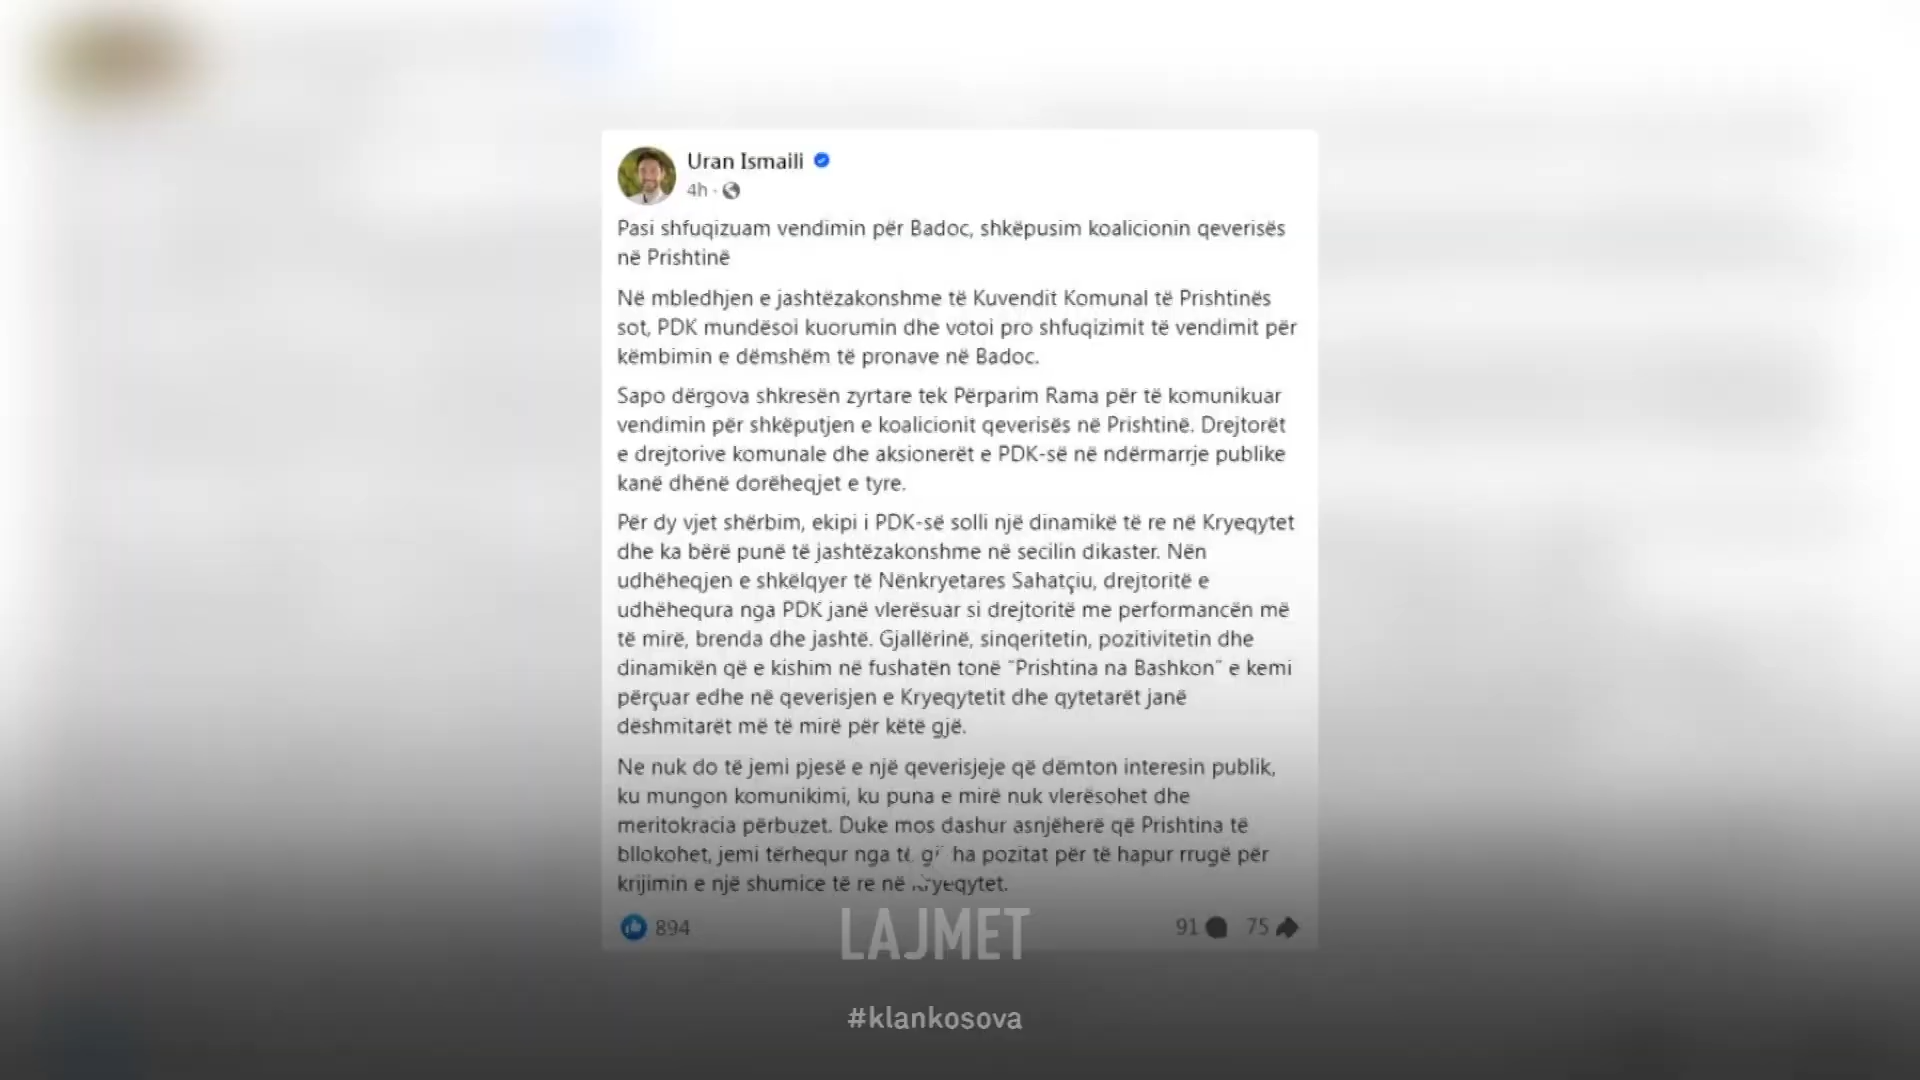 Uran Ismaili
4h
Pasi shfuqizuam vendimin për Badoc, shkëpusim koalicionin qeverisës
në Prishtinë
Në mbledhjen e jashtëzakonshme të Kuvendit Komunal të Prishtinës
sot, PDK mundësoi kuorumin dhe votoi pro shfuqizimit të vendimit për
këmbimin e dëmshëm të pronave në Badoc.
Sapo dërgova shkresën zyrtare tek Përparim Rama për të komunikuar
vendimin për shkëputjen e koalicionit qeverisës në Prishtinë. Drejtorët
e drejtorive komunale dhe aksionerët e PDK-së në ndërmarrje publike
kanë dhënë dorëheqjet e tyre.
Për dy vjet shërbim, ekipi i PDK-së solli një dinamikë të re në Kryeqytet
dhe ka bërë punë të jashtëzakonshme në secilin dikaster. Nën
udhëheqjen e shkëlqyer të Nënkryetares Sahatçiu, drejtoritë e
udhëhequra nga PDK janë vlerësuar si drejtoritë me performancën më
të mirë, brenda dhe jashtë. Gjallërinë, sinqeritetin, pozitivitetin dhe
dinamikën që e kishim në fushatën tonë “Prishtina na Bashkon” e kemi
përçuar edhe në qeverisjen e Kryeqytetit dhe qytetarët janë
dëshmitarët më të mirë për këtë gjë.
Ne nuk do të jemi pjesë e një qeverisjeje që dëmton interesin publik,
ku mungon komunikimi, ku puna e mirë nuk vlerësohet dhe
meritokracia përbuzet. Duke mos dashur asnjëherë që Prishtina të
bllokohet, jemi tërhequr nga të gjitha pozitat për të hapur rrugë për
krijimin e një shumice të re në Kryeqytet.
894 91 75
LAJMET
#klankosova